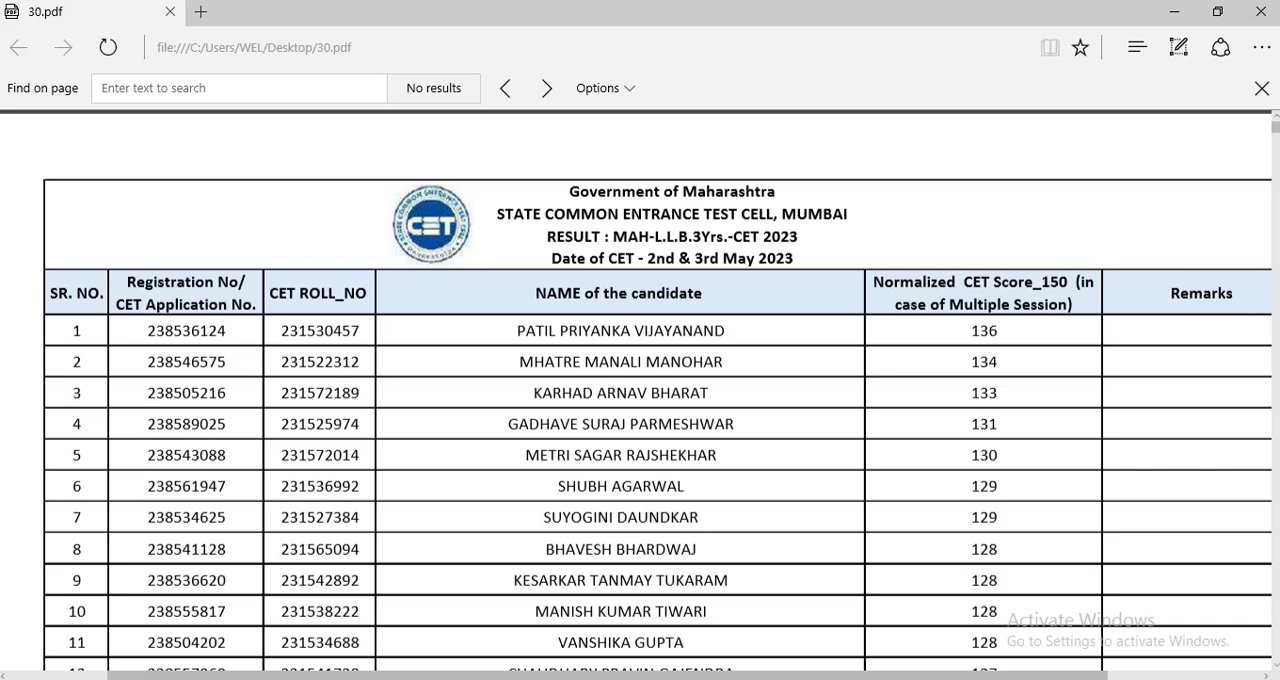 30.pdf
file:///C:/Users/WEL/Desktop/30.pdf
Find on page Enter text to search No results Options
Government of Maharashtra
STATE COMMON ENTRANCE TEST CELL, MUMBAI
RESULT : MAH-L.L.B.3Yrs.-CET 2023
Date of CET - 2nd & 3rd May 2023
STATE COMMON ENTRANCE TEST CELL
CET
SR. NO. Registration No/ CET Application No. CET ROLL_NO NAME of the candidate Normalized CET Score_150 (in case of Multiple Session) Remarks
1 238536124 231530457 PATIL PRIYANKA VIJAYANAND 136
2 238546575 231522312 MHATRE MANALI MANOHAR 134
3 238505216 231572189 KARHAD ARNAV BHARAT 133
4 238589025 231525974 GADHAVE SURAJ PARMESHWAR 131
5 238543088 231572014 METRI SAGAR RAJSHEKHAR 130
6 238561947 231536992 SHUBH AGARWAL 129
7 238534625 231527384 SUYOGINI DAUNDKAR 129
8 238541128 231565094 BHAVESH BHARDWAJ 128
9 238536620 231542892 KESARKAR TANMAY TUKARAM 128
10 238555817 231538222 MANISH KUMAR TIWARI 128
11 238504202 231534688 VANSHIKA GUPTA 128
Activate Windows
Go to Settings to activate Windows.